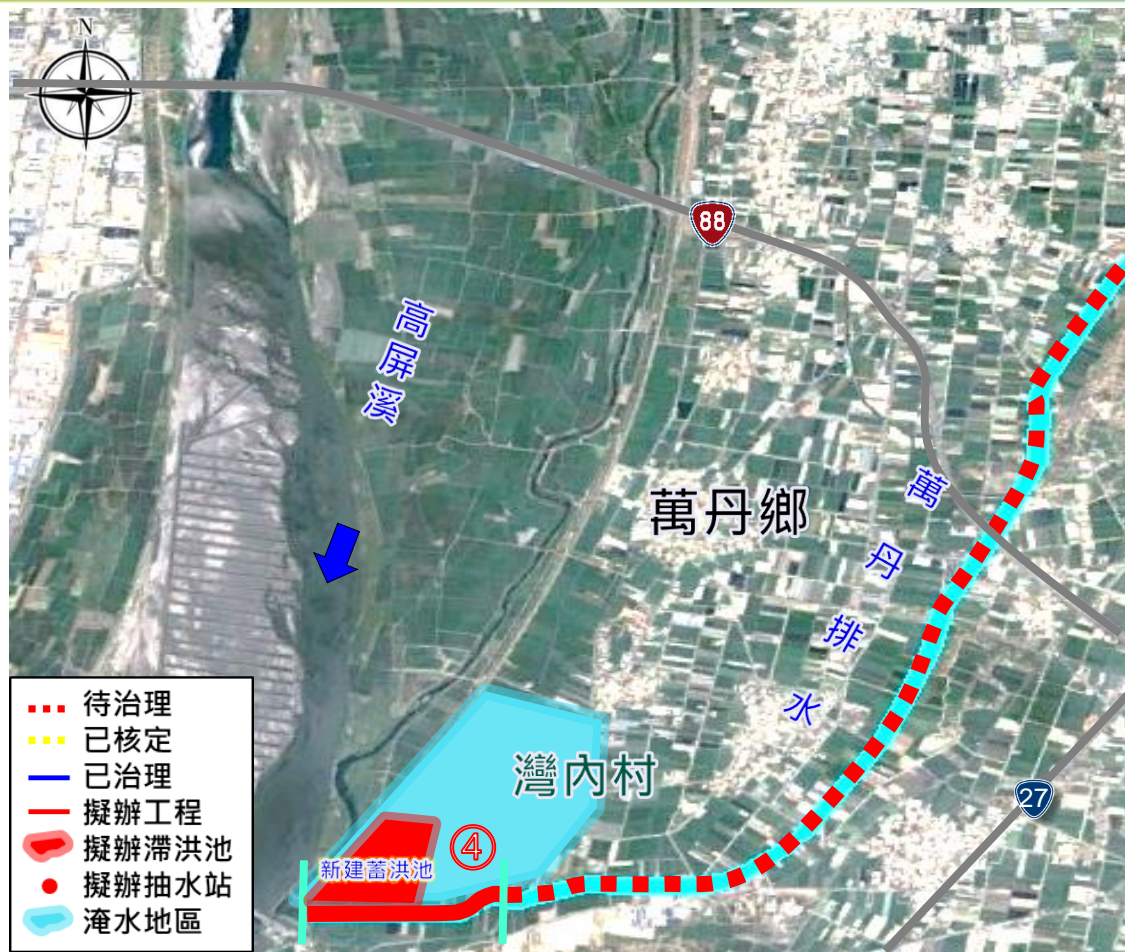 N
88
高屏溪
萬丹鄉
萬丹排水
灣內村
27
④
新建蓄洪池
待治理
已核定
已治理
擬辦工程
擬辦滯洪池
擬辦抽水站
淹水地區